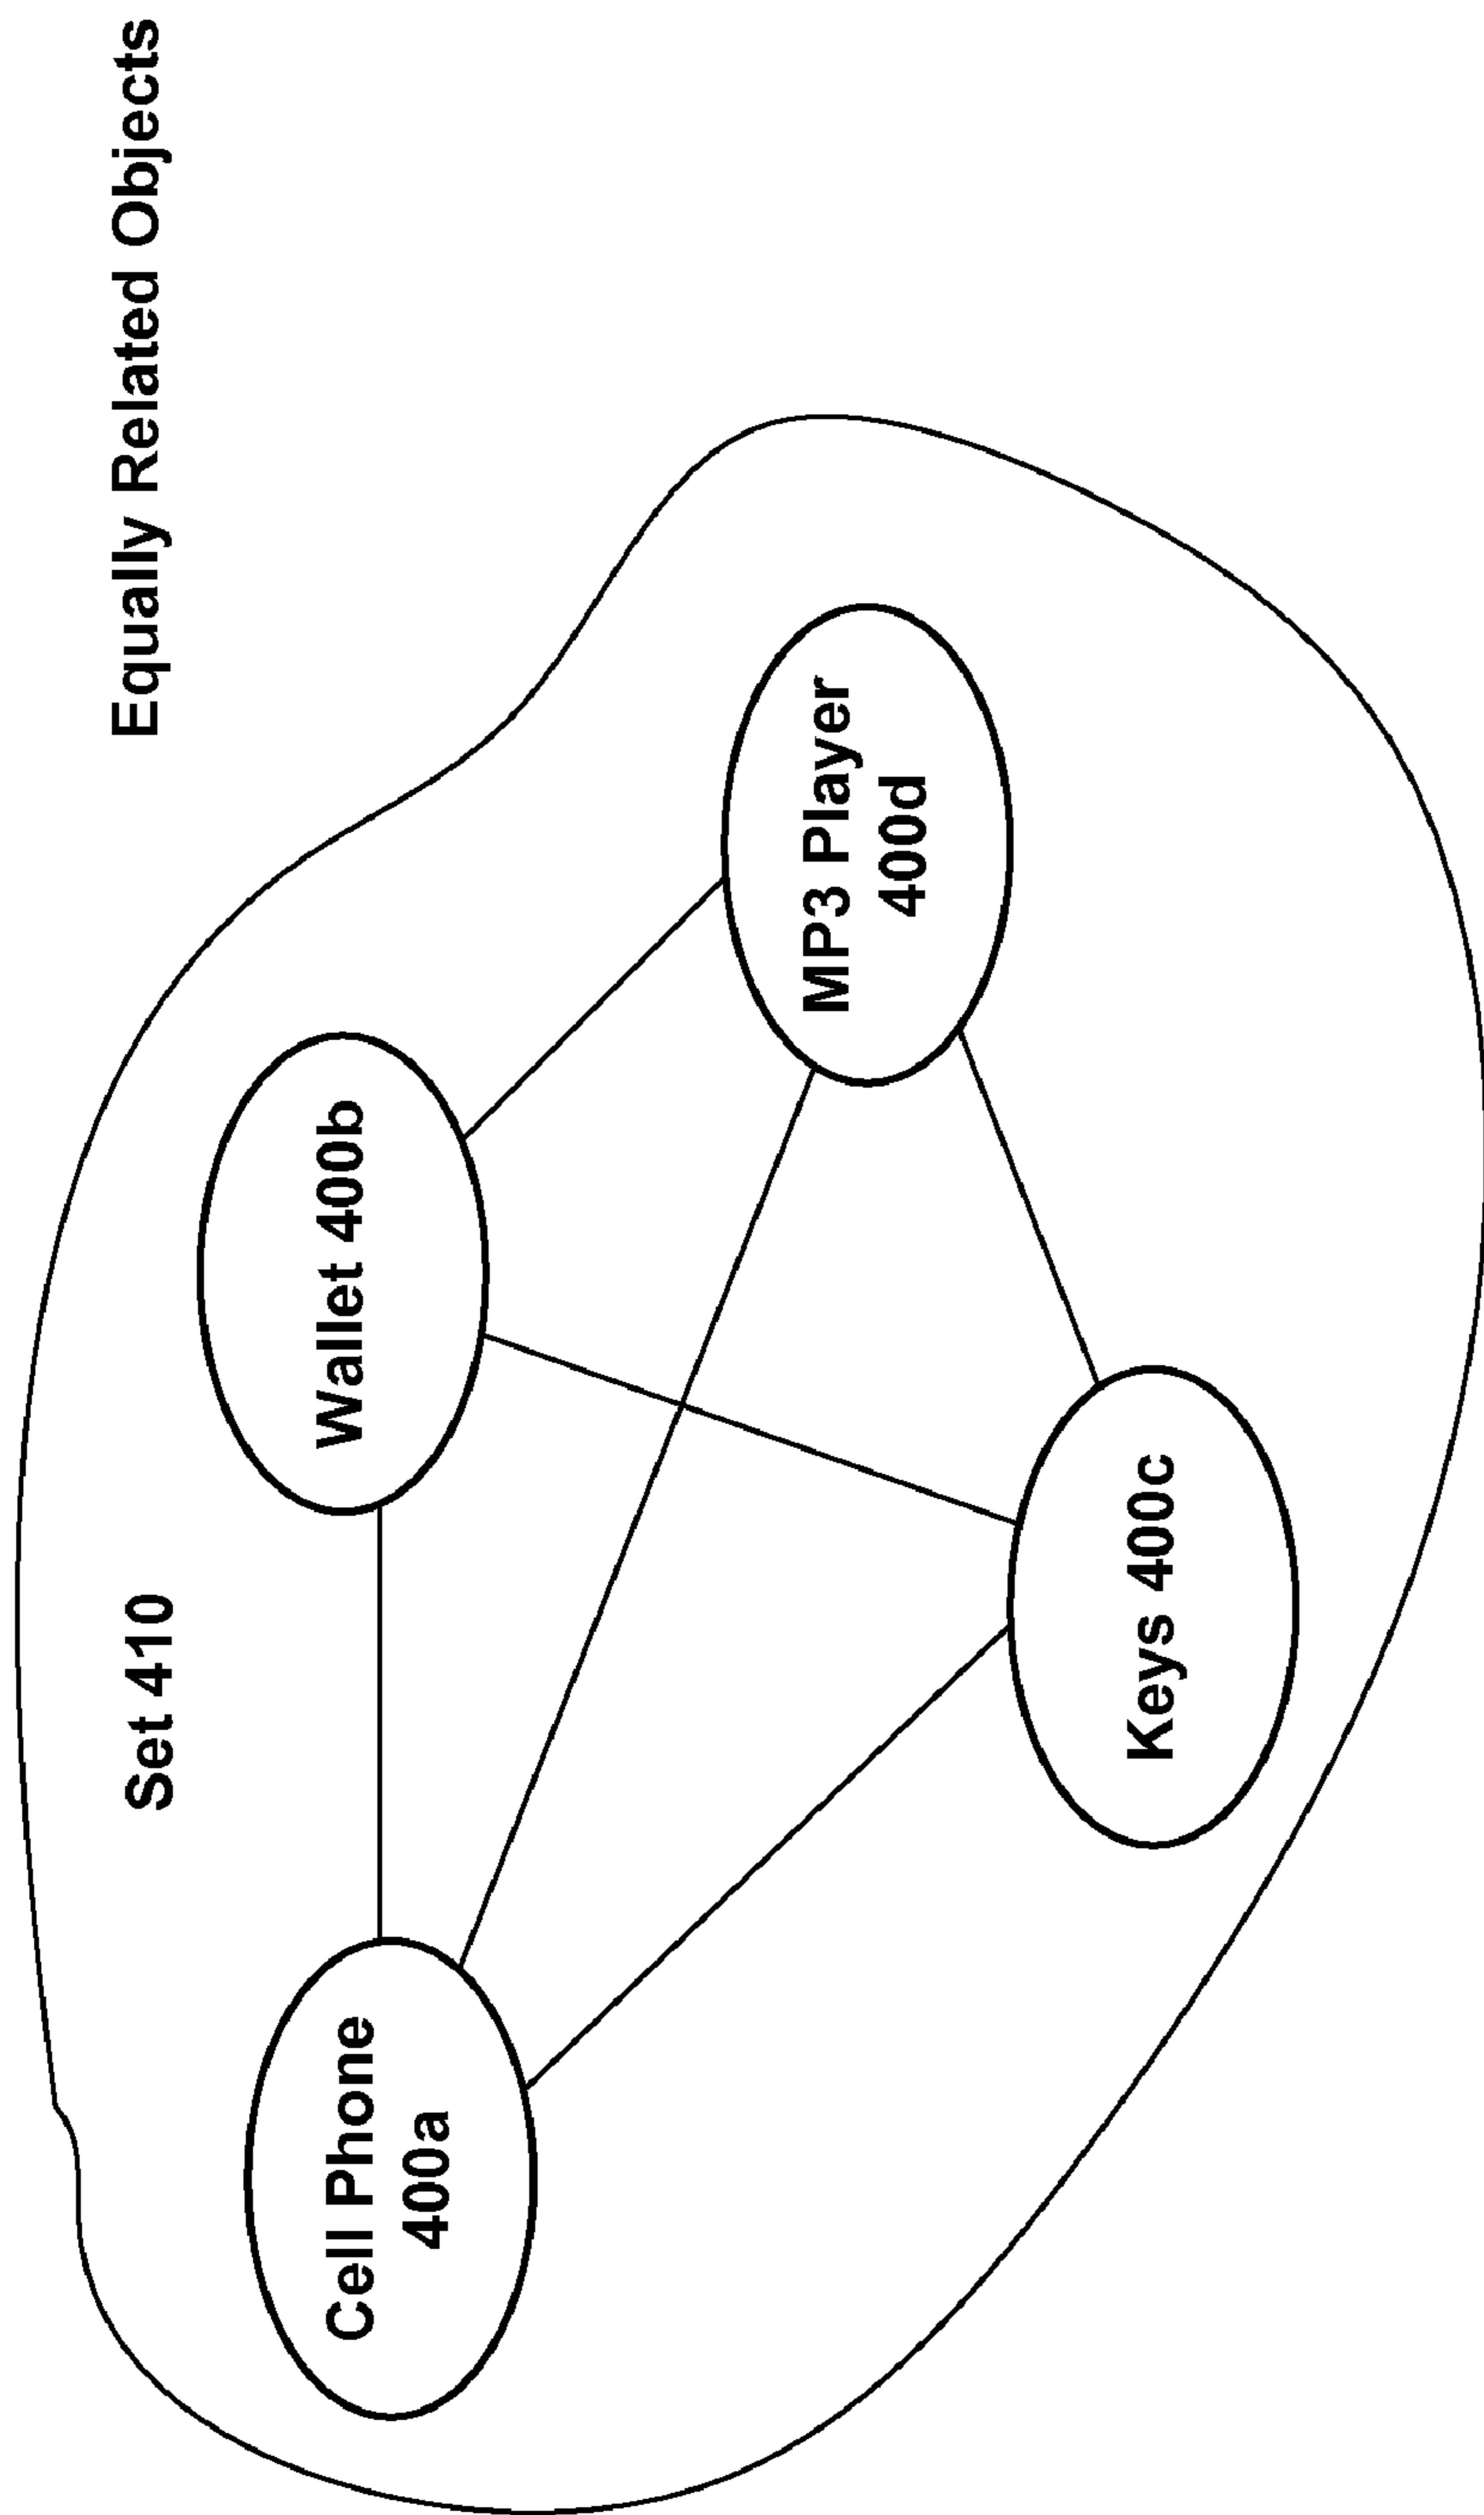 Equally Related Objects
Set 410
Wallet 400b
Cell Phone
400a
MP3 Player
400d
Keys 400c